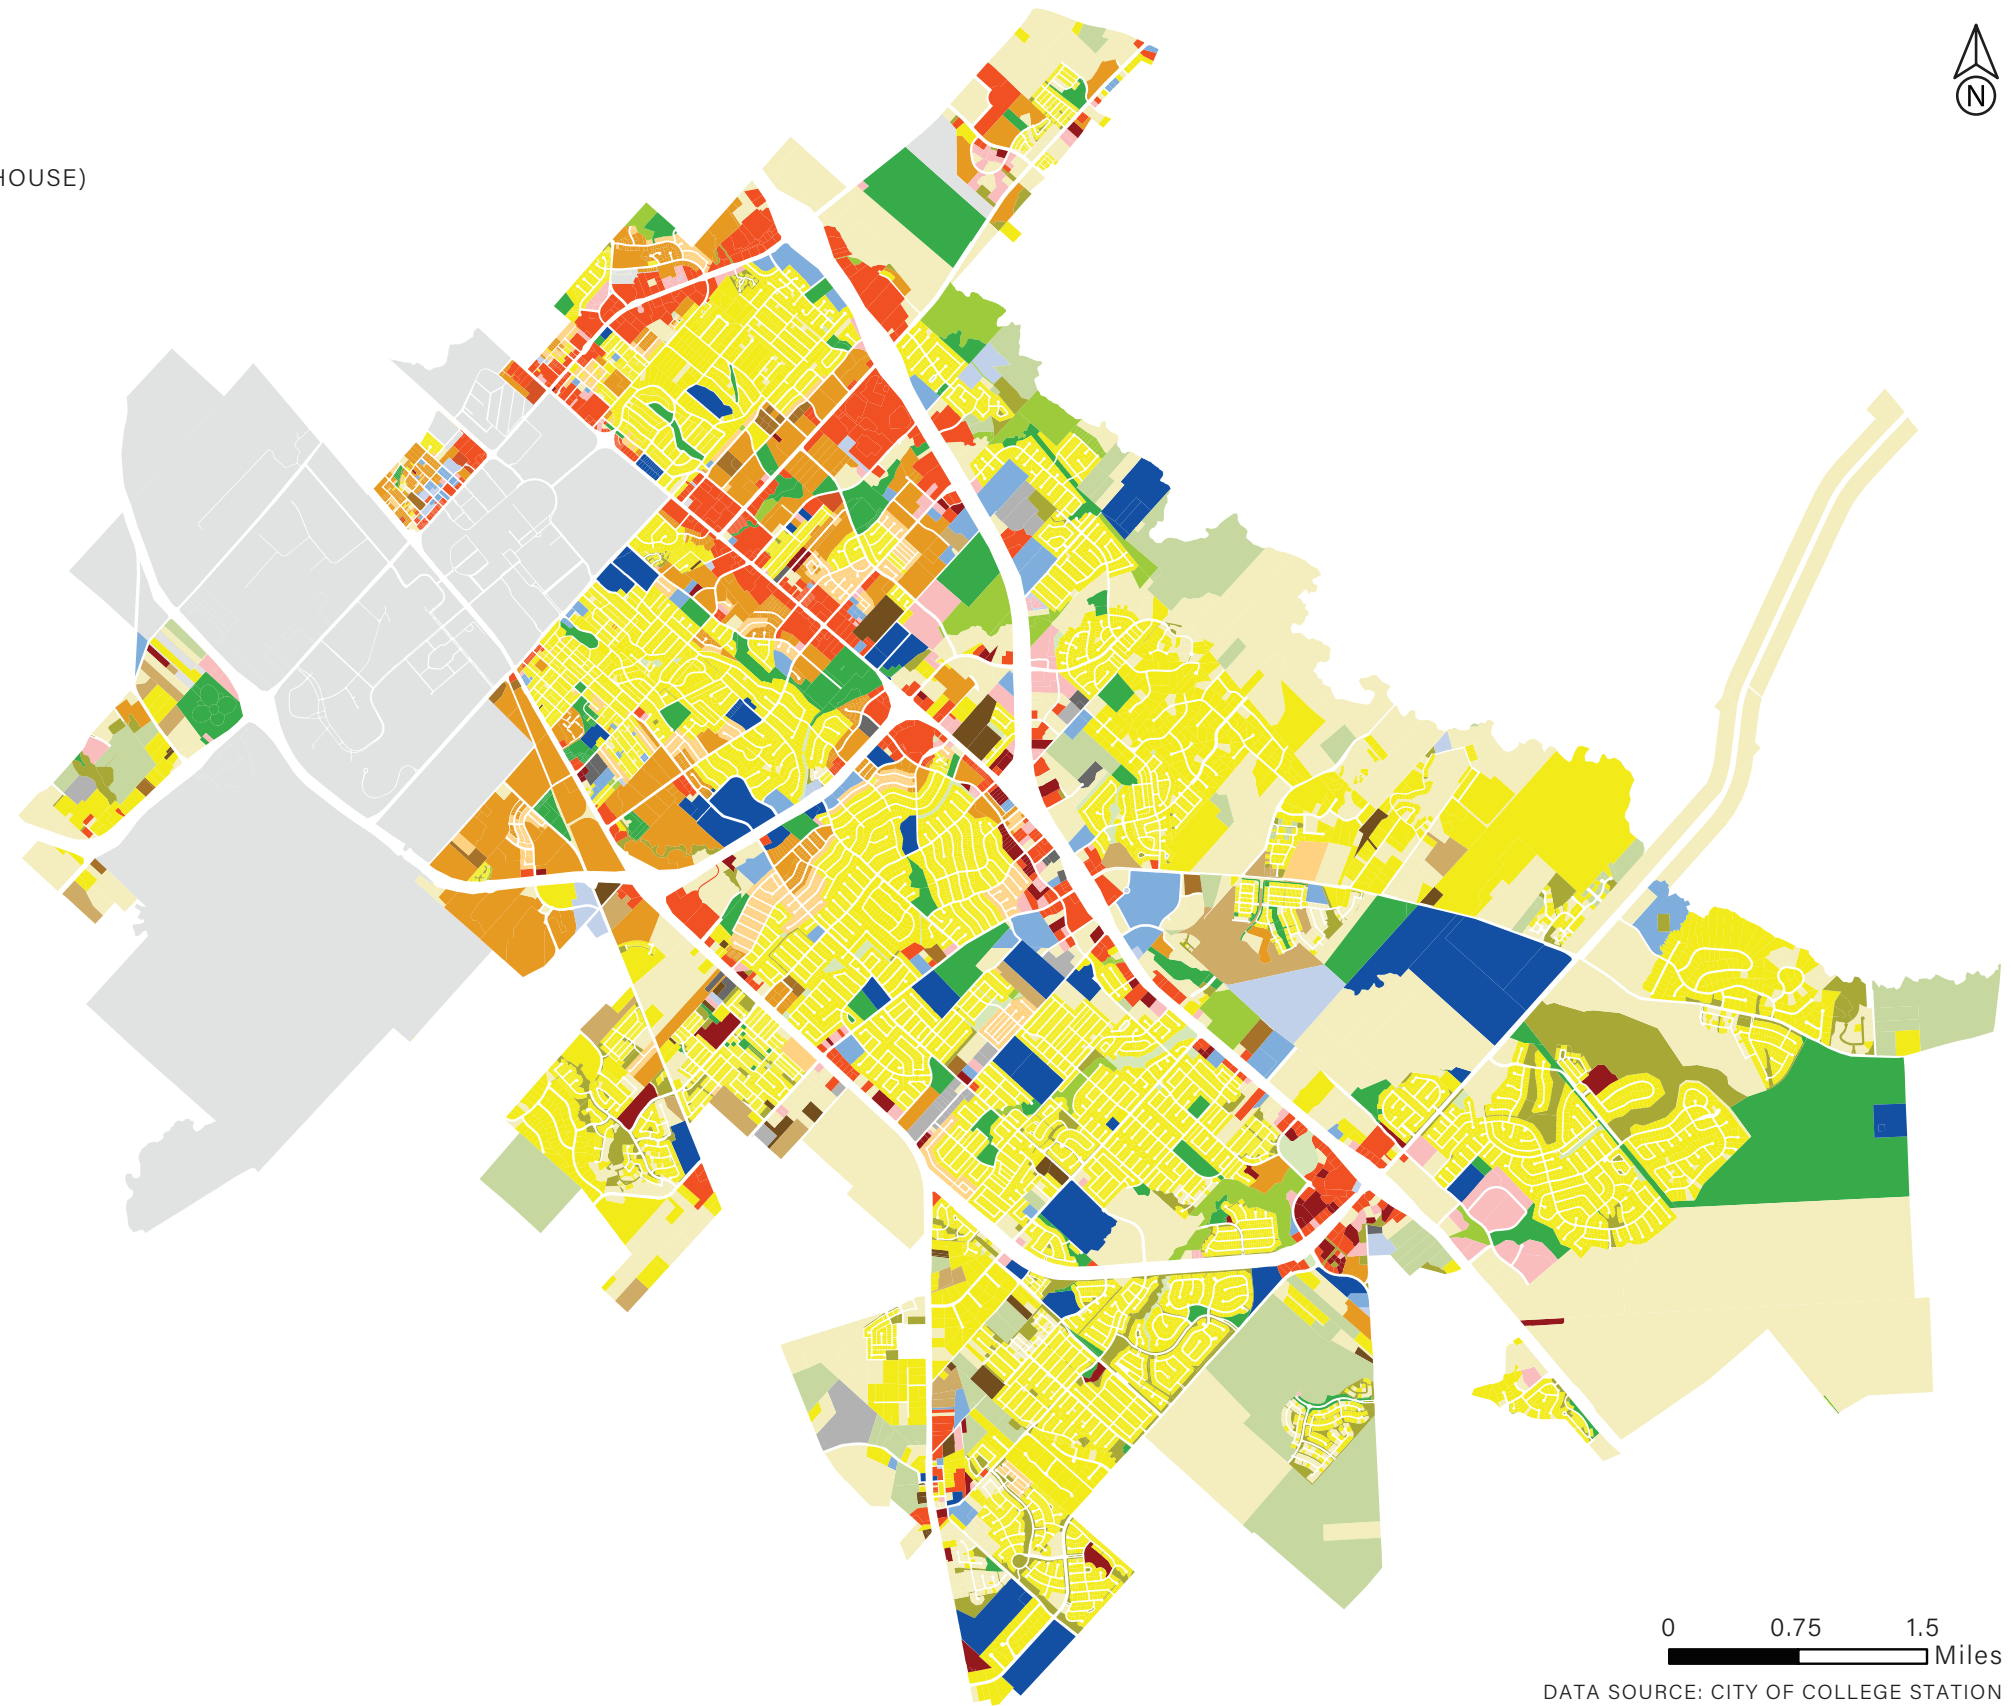 N
HOUSE)
0 0.75 1.5
Miles
DATA SOURCE: CITY OF COLLEGE STATION